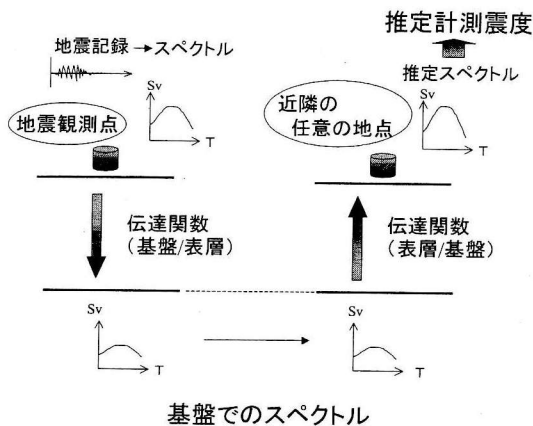 推定計測震度
地震記録→スペクトル
推定スペクトル
Sv
T
地震観測点
近隣の
任意の地点
Sv
T
伝達関数
(基盤/表層)
伝達関数
(表層/基盤)
Sv
T
Sv
T
基盤でのスペクトル